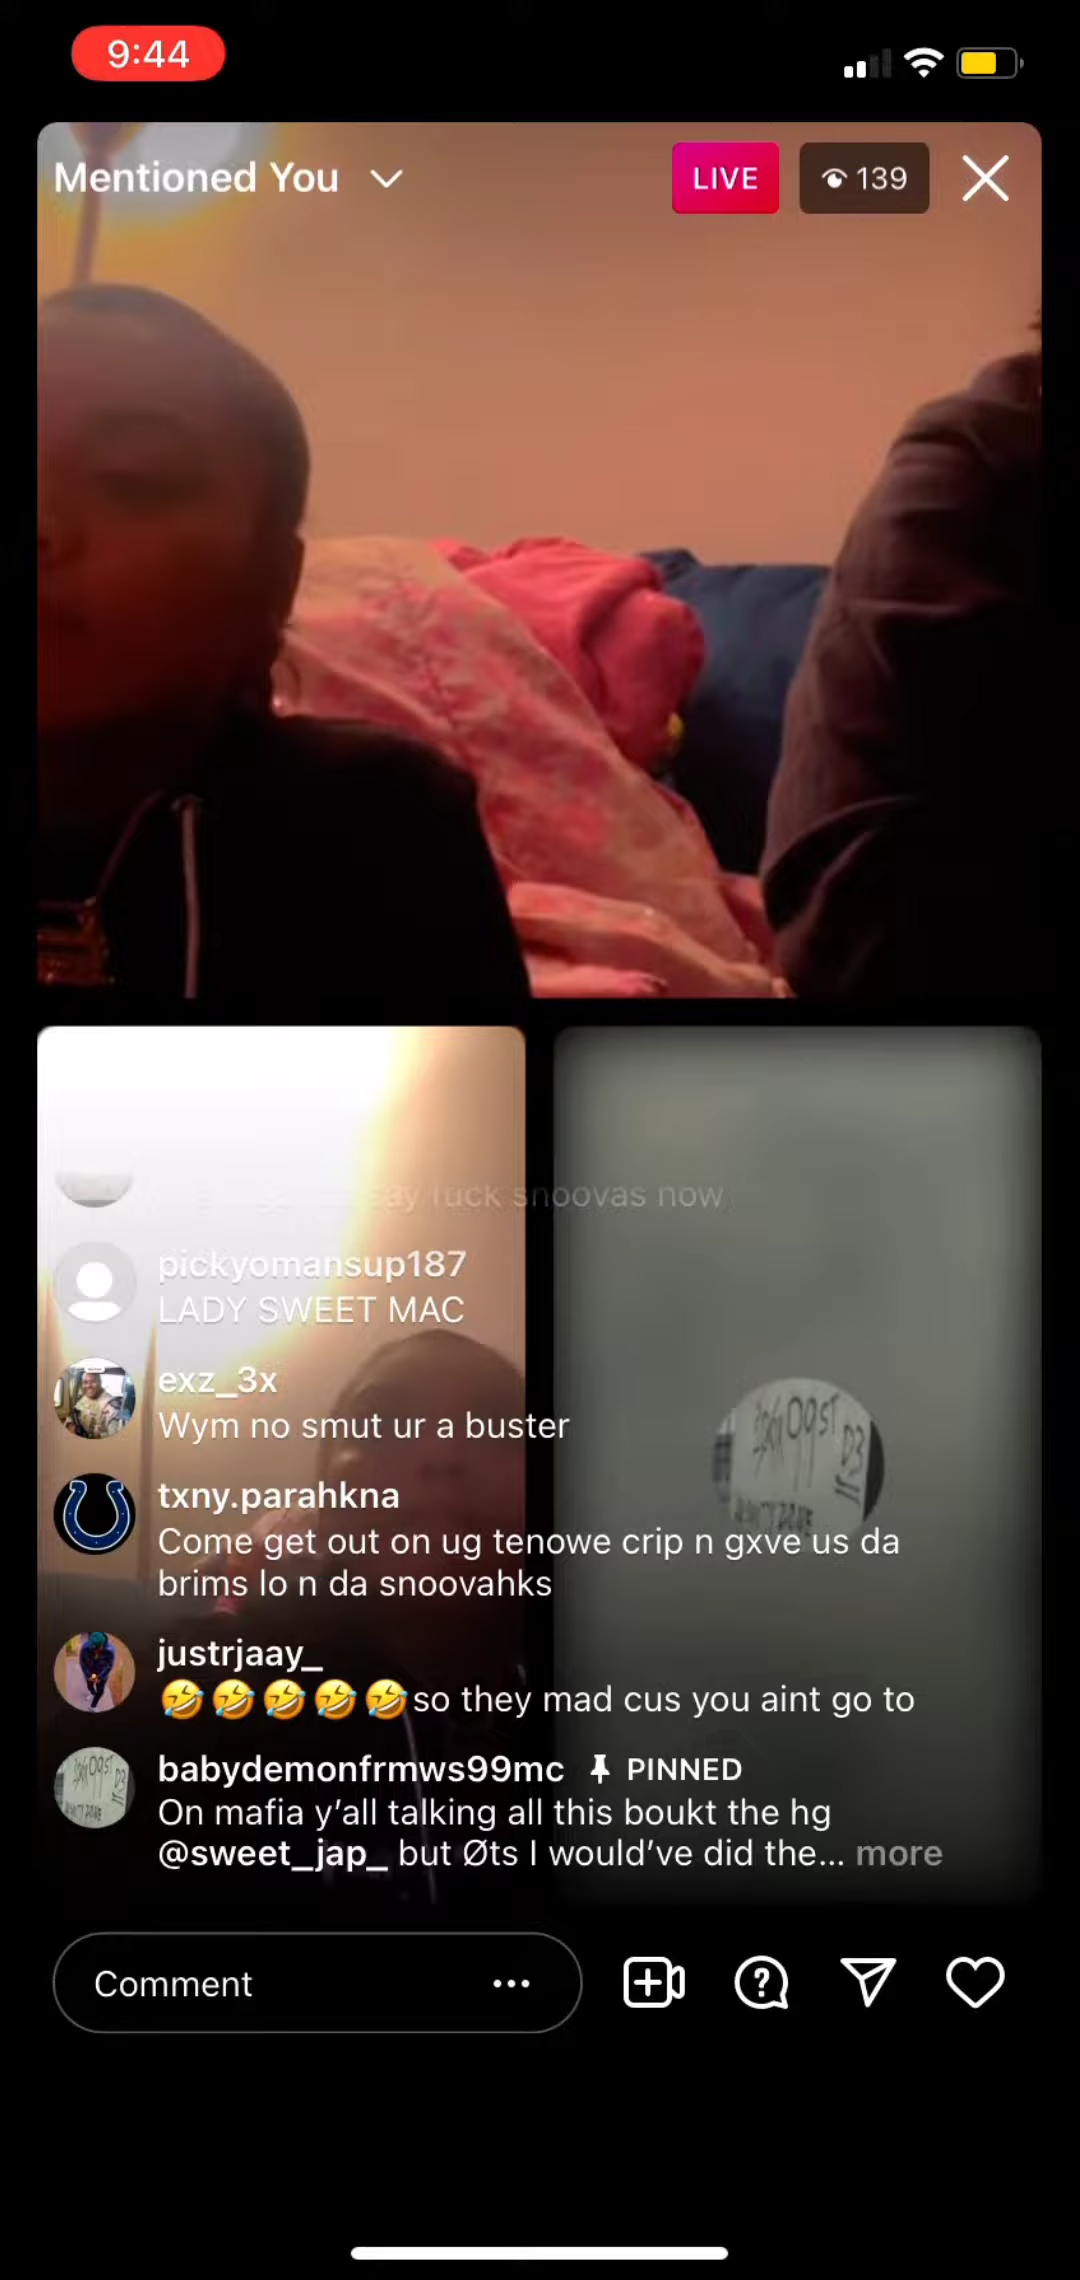 9:44
Mentioned You
LIVE
139
say fuck snoovas now
pickyomansup187
LADY SWEET MAC
exz_3x
Wym no smut ur a buster
txny.parahkna
Come get out on ug tenowe crip n gxve us da
brims lo n da snoovahks
justrjaay_
🤣🤣🤣🤣🤣so they mad cus you aint go to
babydemonfrmws99mc PINNED
On mafia y'all talking all this boukt the hg
@sweet_jap_ but Øts I would've did the... more
Comment